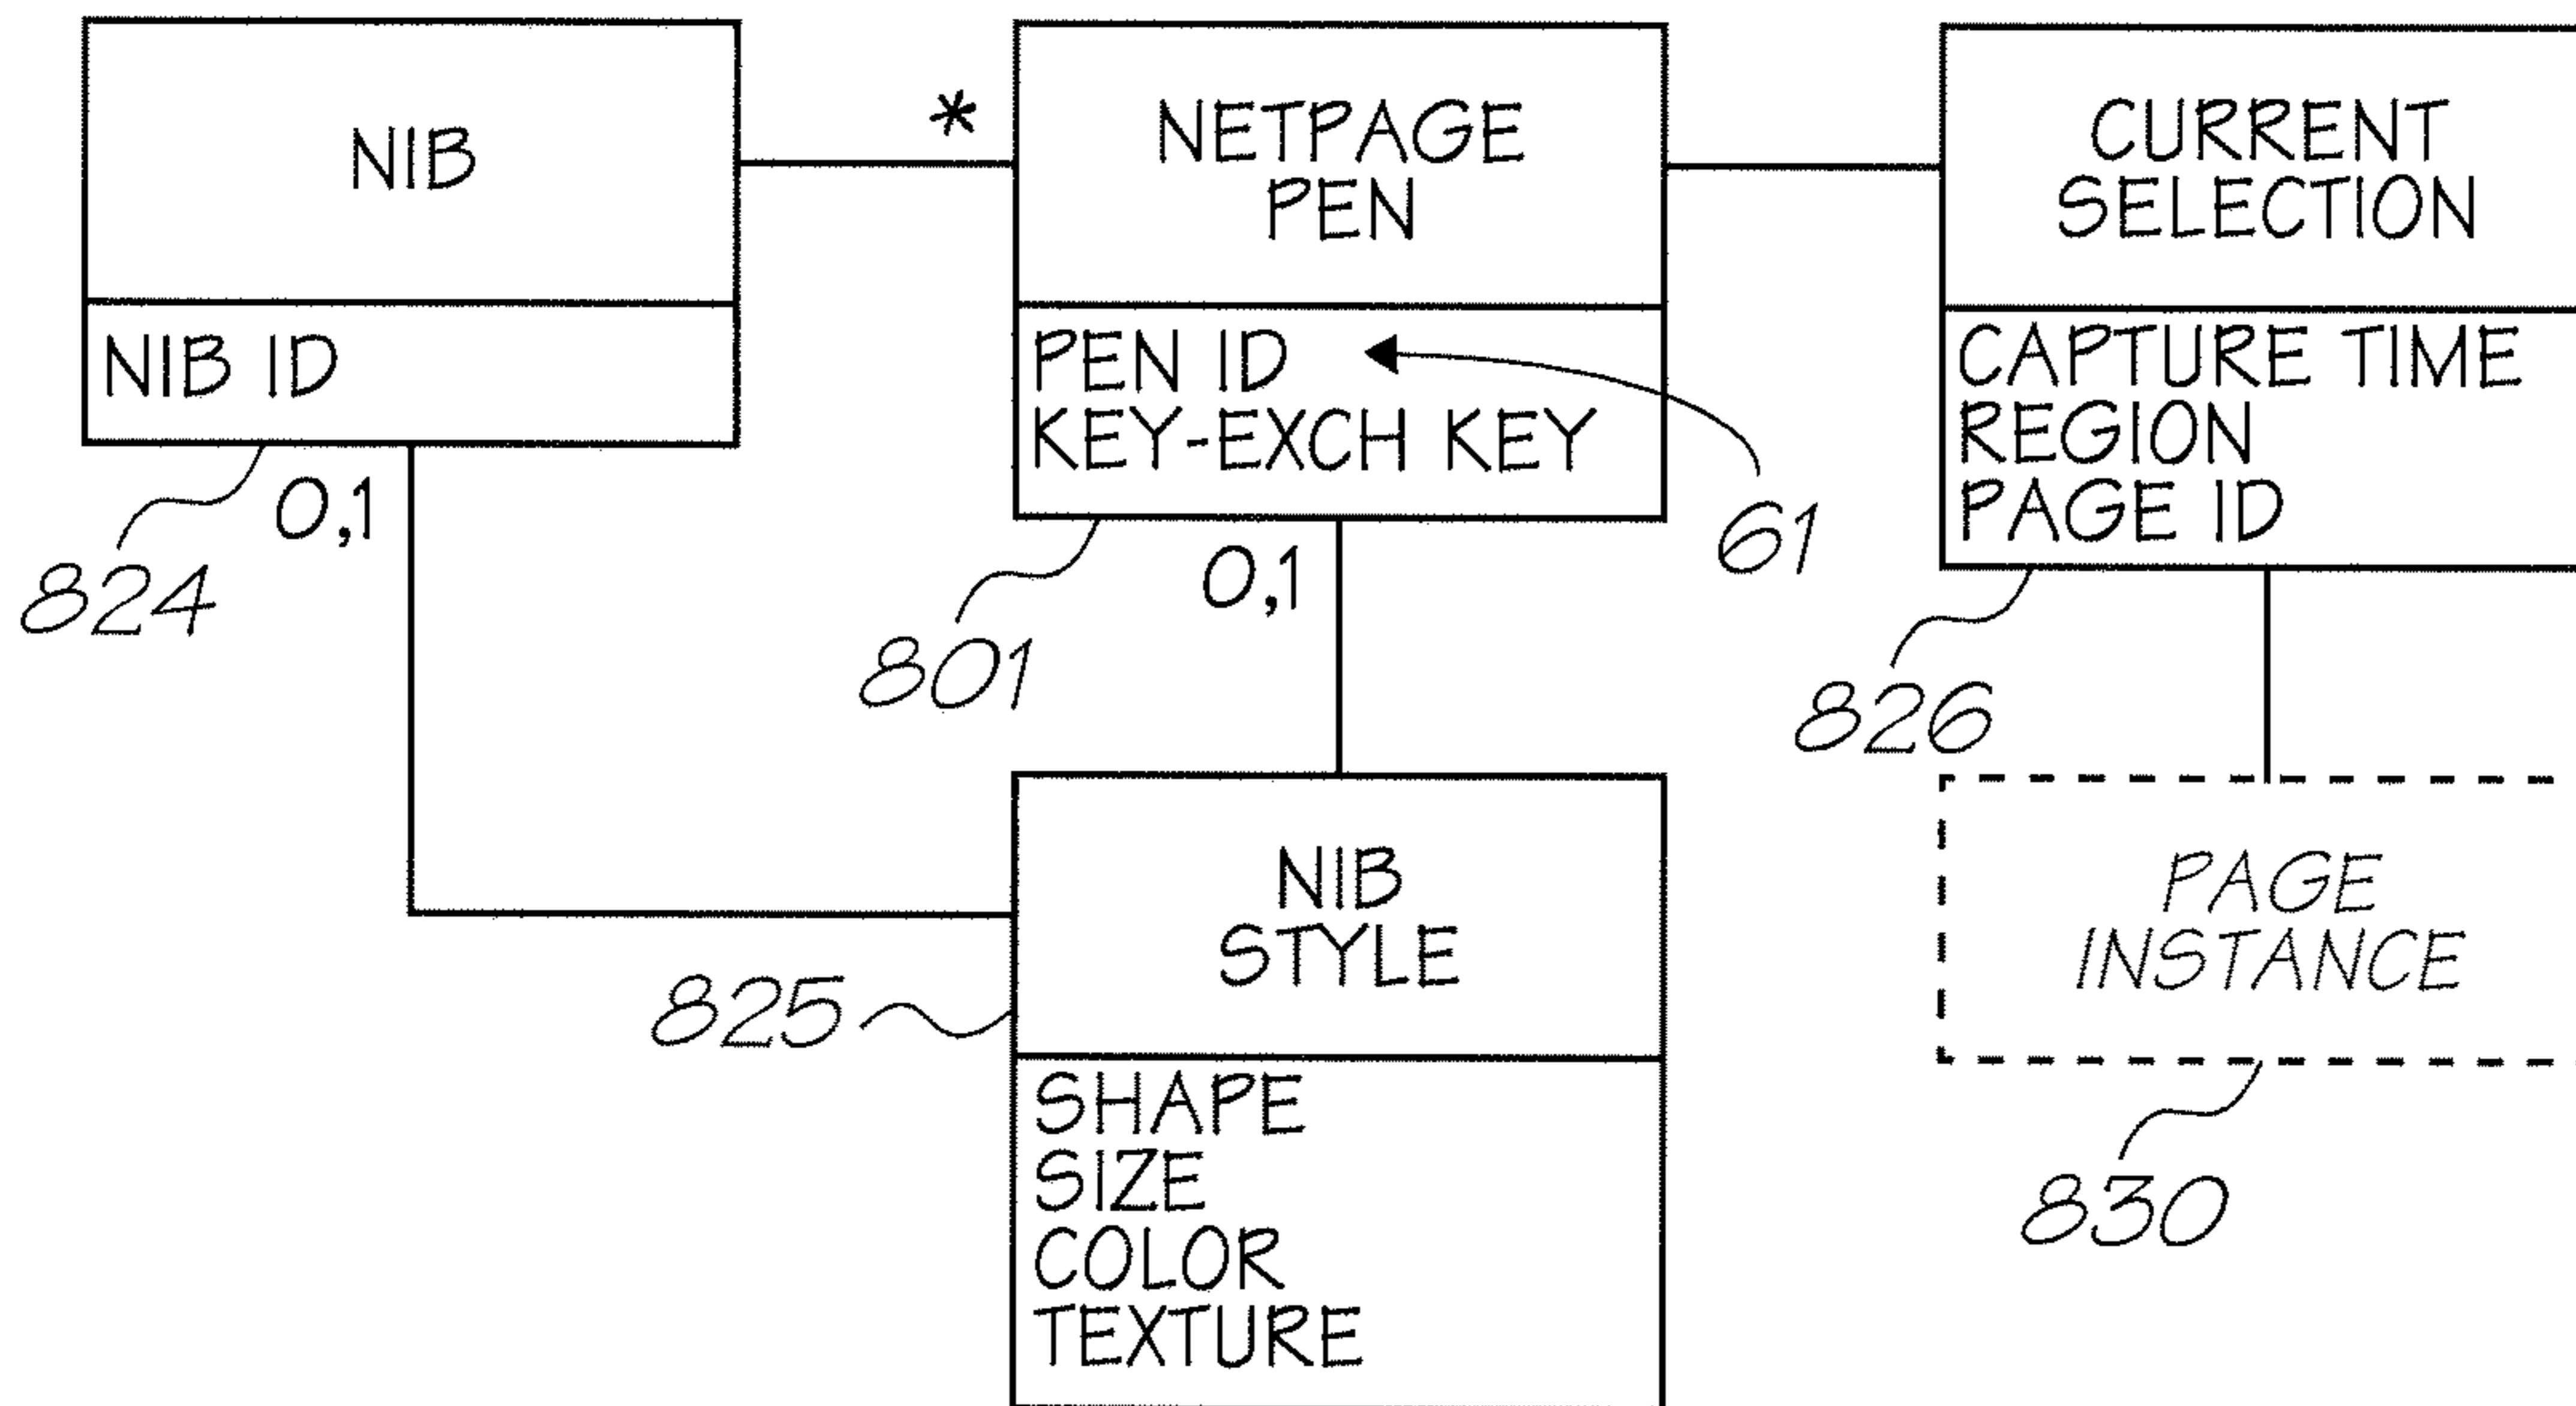 NIB
NIB ID
824
0,1
*
NETPAGE
PEN
PEN ID
KEY-EXCH KEY
61
801
0,1
CURRENT
SELECTION
CAPTURE TIME
REGION
PAGE ID
826
NIB
STYLE
825
SHAPE
SIZE
COLOR
TEXTURE
PAGE
INSTANCE
830